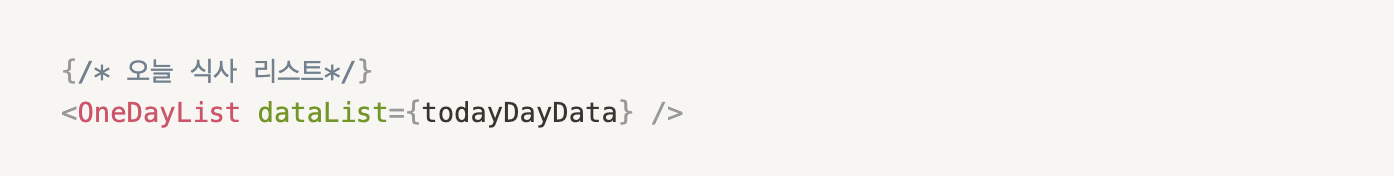 {/* 오늘 식사 리스트*/}
<OneDayList dataList={todayDayData} />